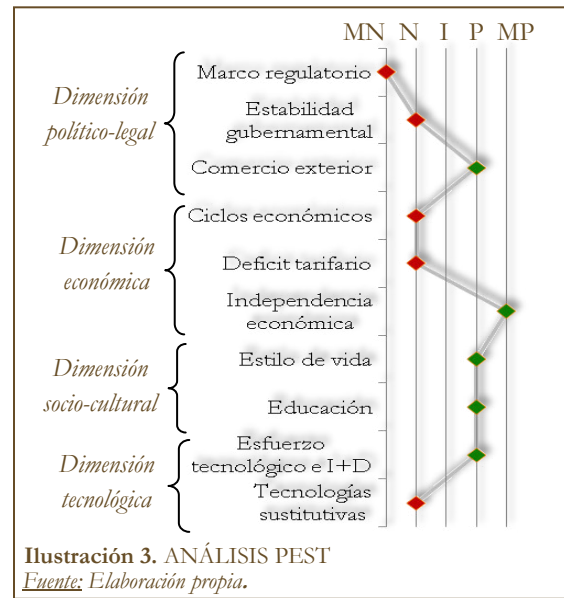 MN N I P MP
Dimensión
político-legal
Marco regulatorio
Estabilidad
gubernamental
Comercio exterior
Dimensión
económica
Ciclos económicos
Deficit tarifario
Independencia
económica
Dimensión
socio-cultural
Estilo de vida
Educación
Dimensión
tecnológica
Esfuerzo
tecnológico e I+D
Tecnologías
sustitutivas
Ilustración 3. ANÁLISIS PEST
Fuente: Elaboración propia.